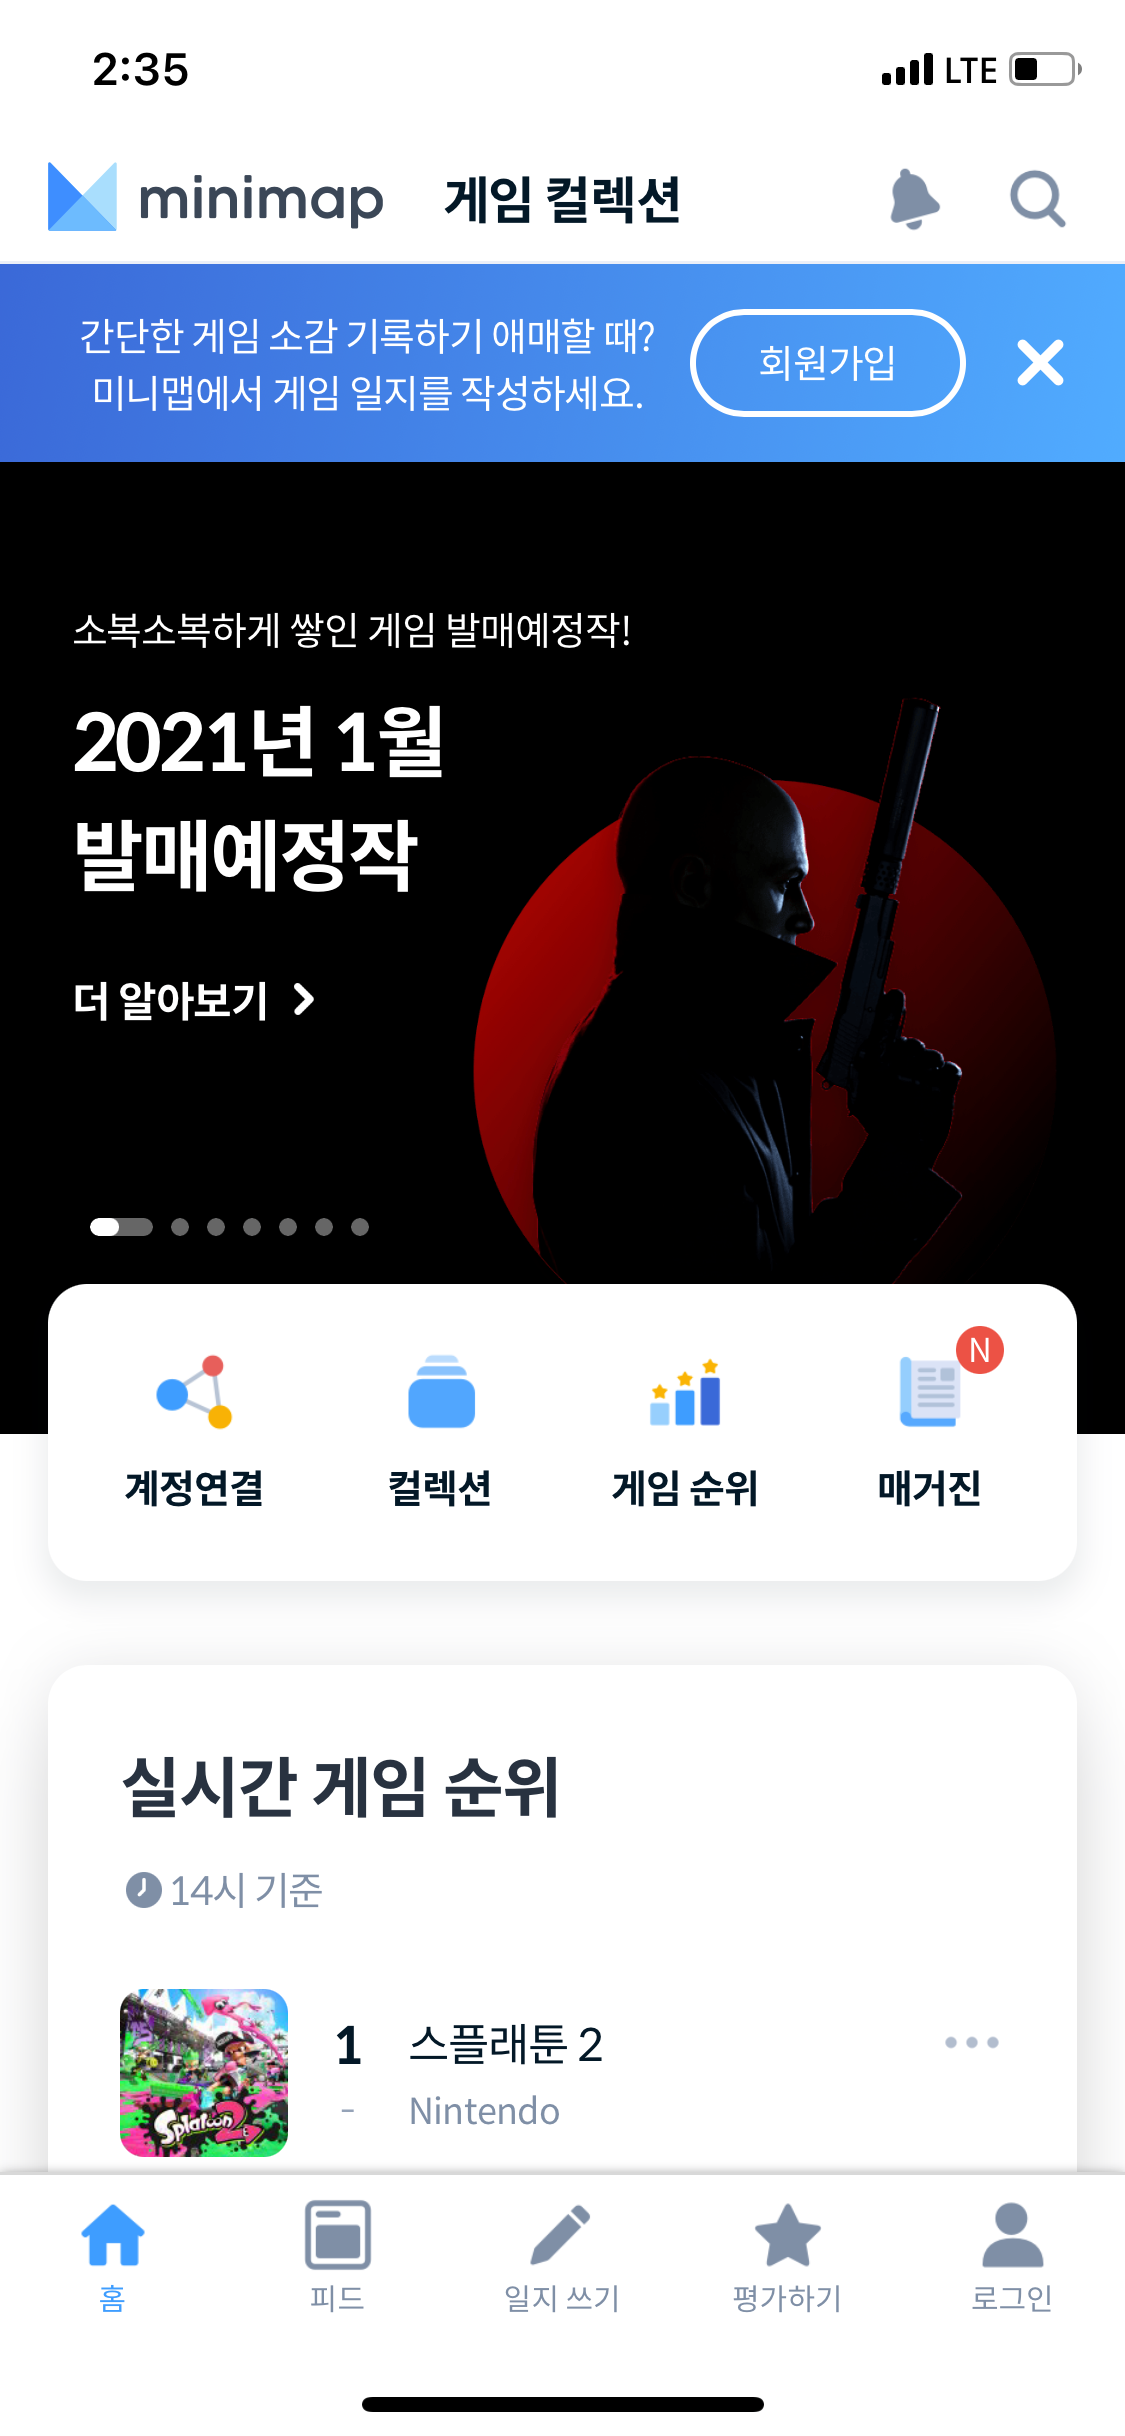 2:35
LTE
minimap 게임 컬렉션
간단한 게임 소감 기록하기 애매할 때?
미니맵에서 게임 일지를 작성하세요.
회원가입
소복소복하게 쌓인 게임 발매예정작!
2021년 1월
발매예정작
더 알아보기
N
계정연결
컬렉션
게임 순위
매거진
실시간 게임 순위
14시 기준
Splatoon 2
1 스플래툰 2
- Nintendo
홈
피드
일지 쓰기
평가하기
로그인